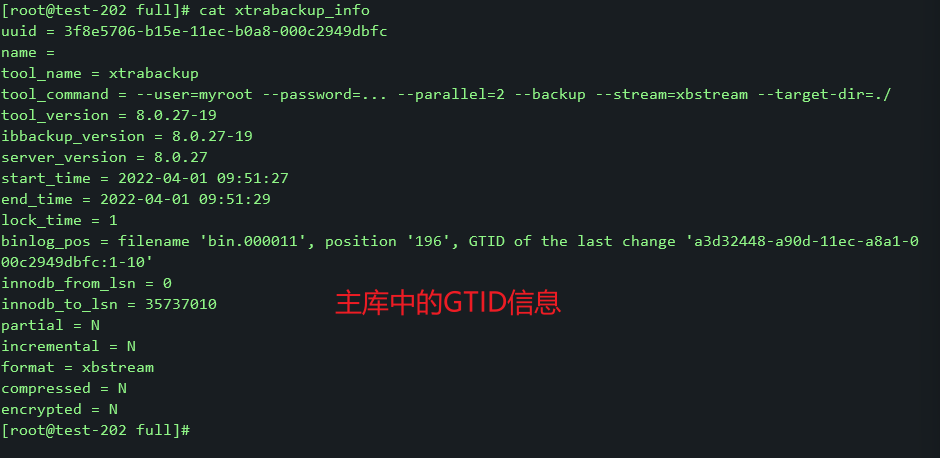 [root@test-202 full]# cat xtrabackup_info
uuid = 3f8e5706-b15e-11ec-b0a8-000c2949dbfc
name =
tool_name = xtrabackup
tool_command = --user=myroot --password=... --parallel=2 --backup --stream=xbstream --target-dir=./
tool_version = 8.0.27-19
ibbackup_version = 8.0.27-19
server_version = 8.0.27
start_time = 2022-04-01 09:51:27
end_time = 2022-04-01 09:51:29
lock_time = 1
binlog_pos = filename 'bin.000011', position '196', GTID of the last change 'a3d32448-a90d-11ec-a8a1-0
00c2949dbfc:1-10'
innodb_from_lsn = 0
innodb_to_lsn = 35737010
主库中的GTID信息
partial = N
incremental = N
format = xbstream
compressed = N
encrypted = N
[root@test-202 full]#